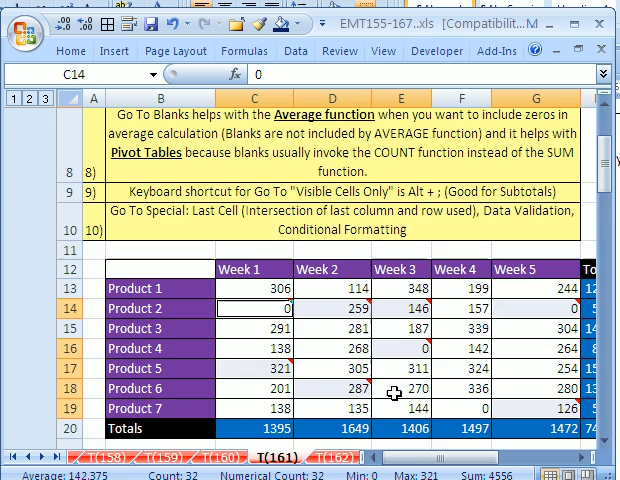 EMT155-167..xls [Compatibilit...M
Home Insert Page Layout Formulas Data Review View Developer Add-Ins
C14 fx 0
1 2 3 A B C D E F G
Go To Blanks helps with the Average function when you want to include zeros in
average calculation (Blanks are not included by AVERAGE function) and it helps with
Pivot Tables because blanks usually invoke the COUNT function instead of the SUM
8 8) function.
9 9) Keyboard shortcut for Go To "Visible Cells Only" is Alt + ; (Good for Subtotals)
Go To Special: Last Cell (Intersection of last column and row used), Data Validation,
10 10) Conditional Formatting
11
12 Week 1 Week 2 Week 3 Week 4 Week 5 To
13 Product 1 306 114 348 199 244 12
14 Product 2 0 259 146 157 0 5
15 Product 3 291 281 187 339 304 14
16 Product 4 138 268 0 142 264 8
17 Product 5 321 305 311 324 254 15
18 Product 6 201 287 270 336 280 13
19 Product 7 138 135 144 0 126 5
20 Totals 1395 1649 1406 1497 1472 74
T(158) T(159) T(160) T(161) T(162)
Average: 142.375 Count: 32 Numerical Count: 32 Min: 0 Max: 321 Sum: 4556